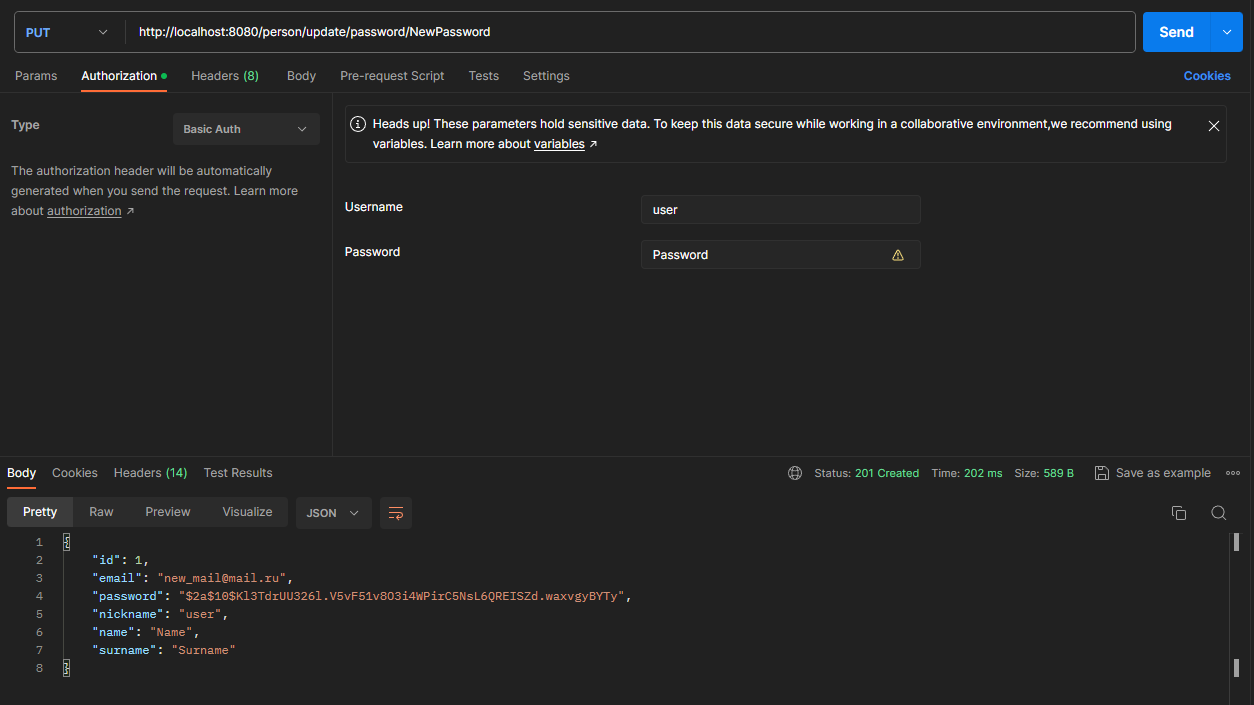 PUT http://localhost:8080/person/update/password/NewPassword Send
Params Authorization Headers (8) Body Pre-request Script Tests Settings Cookies
Type Basic Auth
The authorization header will be automatically
generated when you send the request. Learn more
about authorization ↗
Heads up! These parameters hold sensitive data. To keep this data secure while working in a collaborative environment,we recommend using
variables. Learn more about variables ↗
Username user
Password Password
Body Cookies Headers (14) Test Results Status: 201 Created Time: 202 ms Size: 589 B Save as example
Pretty Raw Preview Visualize JSON
1 {
2 "id": 1,
3 "email": "new_mail@mail.ru",
4 "password": "$2a$10$Kl3TdrUU326l.V5vF51v8O3i4WPirC5NsL6QREISZd.waxvgyBYTy",
5 "nickname": "user",
6 "name": "Name",
7 "surname": "Surname"
8 }